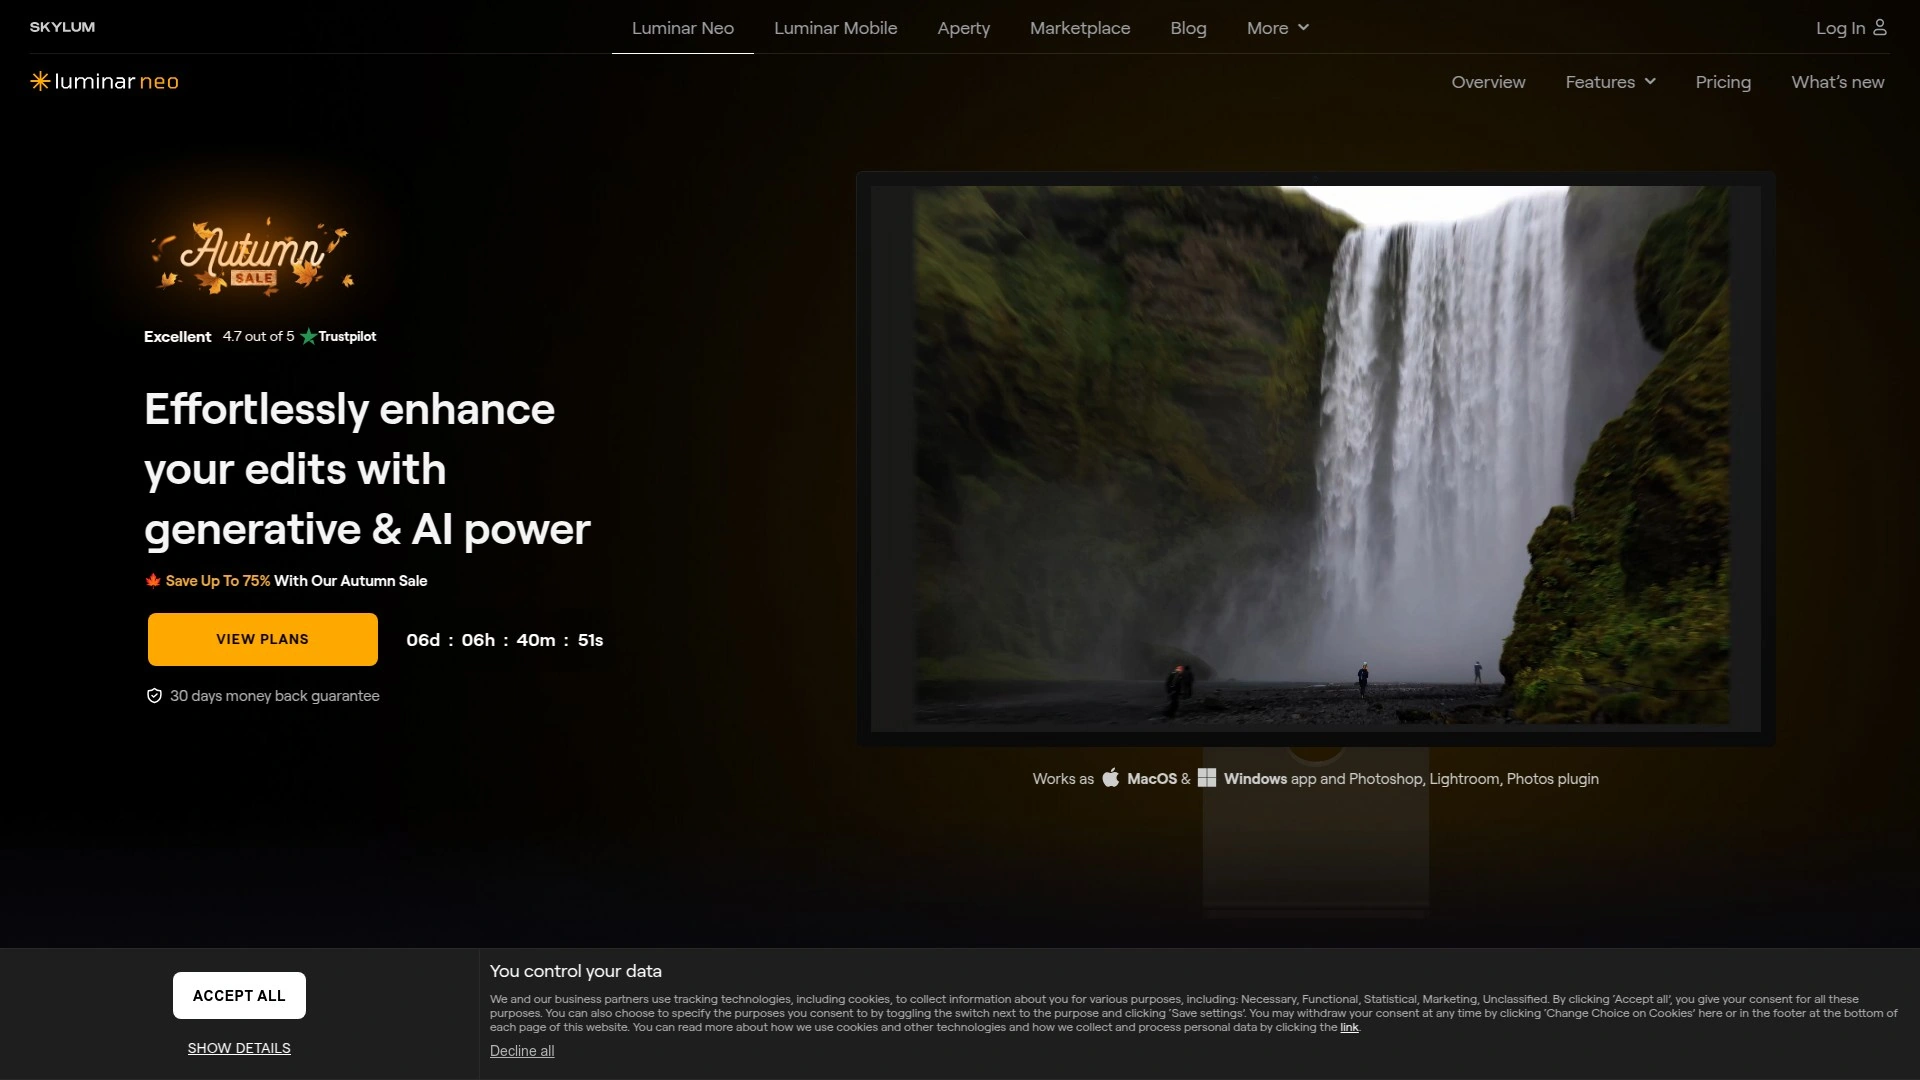 SKYLUM
Luminar Neo
Luminar Mobile
Aperty
Marketplace
Blog
More
Log In
luminar neo
Overview
Features
Pricing
What's new
Autumn
SALE
Excellent 4.7 out of 5 Trustpilot
Effortlessly enhance
your edits with
generative & AI power
Save Up To 75% With Our Autumn Sale
VIEW PLANS
06d : 06h : 40m : 51s
30 days money back guarantee
Works as MacOS & Windows app and Photoshop, Lightroom, Photos plugin
ACCEPT ALL
SHOW DETAILS
You control your data
We and our business partners use tracking technologies, including cookies, to collect information about you for various purposes, including: Necessary, Functional, Statistical, Marketing, Unclassified. By clicking 'Accept all', you give your consent for all these
purposes. You can also choose to specify the purposes you consent to by toggling the switch next to the purpose and clicking 'Save settings'. You may withdraw your consent at any time by clicking 'Change Choice on Cookies' here or in the footer at the bottom of
each page of this website. You can read more about how we use cookies and other technologies and how we collect and process personal data by clicking the link.
Decline all